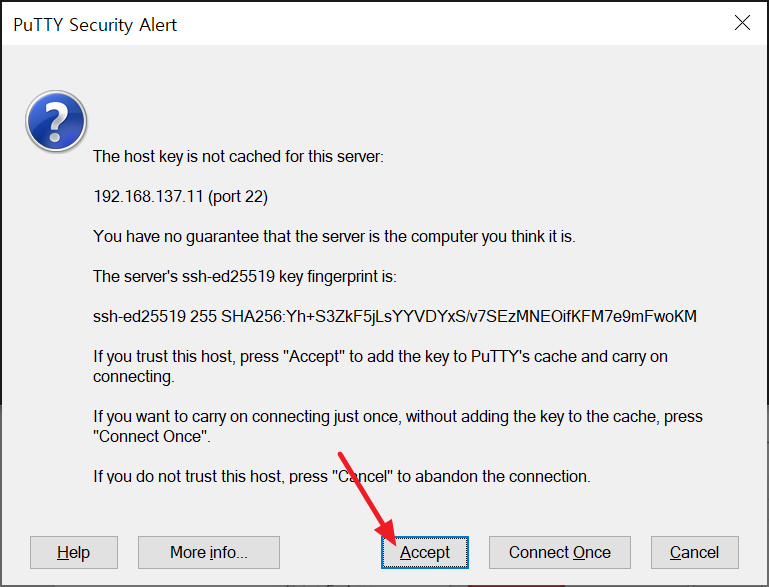 PuTTY Security Alert
The host key is not cached for this server:
192.168.137.11 (port 22)
You have no guarantee that the server is the computer you think it is.
The server's ssh-ed25519 key fingerprint is:
ssh-ed25519 255 SHA256:Yh+S3ZkF5jLsYYVDYxS/v7SEzMNEOifKFM7e9mFwoKM
If you trust this host, press "Accept" to add the key to PuTTY's cache and carry on
connecting.
If you want to carry on connecting just once, without adding the key to the cache, press
"Connect Once".
If you do not trust this host, press "Cancel" to abandon the connection.
Help
More info...
Accept
Connect Once
Cancel